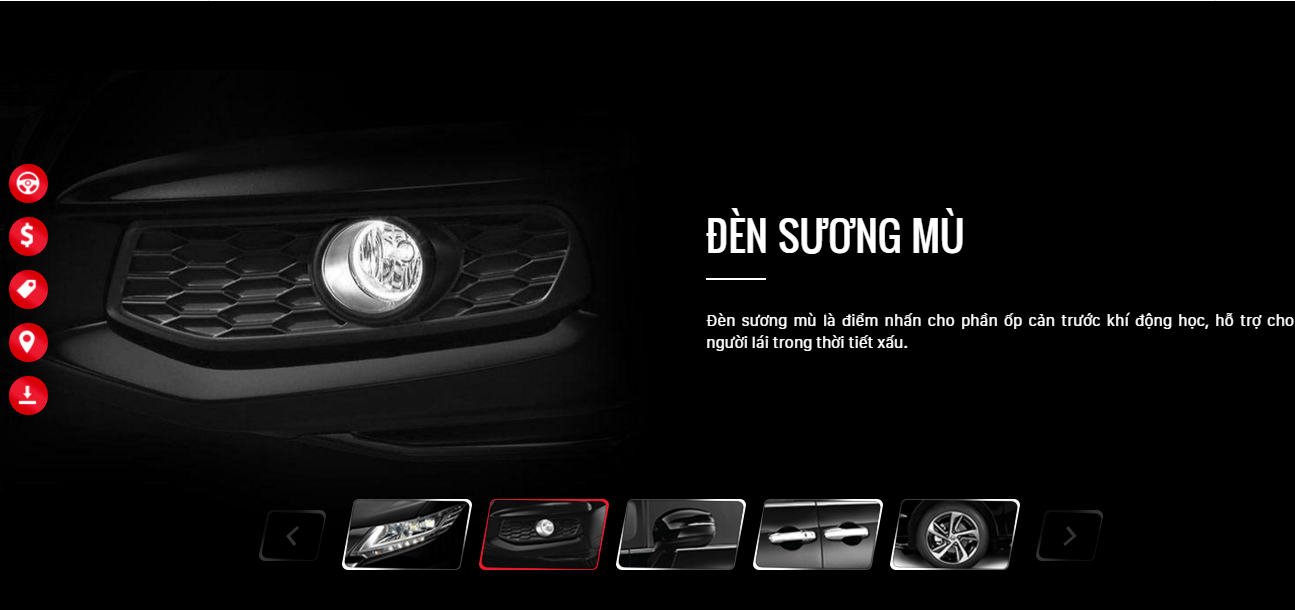 ĐÈN SƯƠNG MÙ
Đèn sương mù là điểm nhấn cho phần ốp cản trước khí động học, hỗ trợ cho
người lái trong thời tiết xấu.